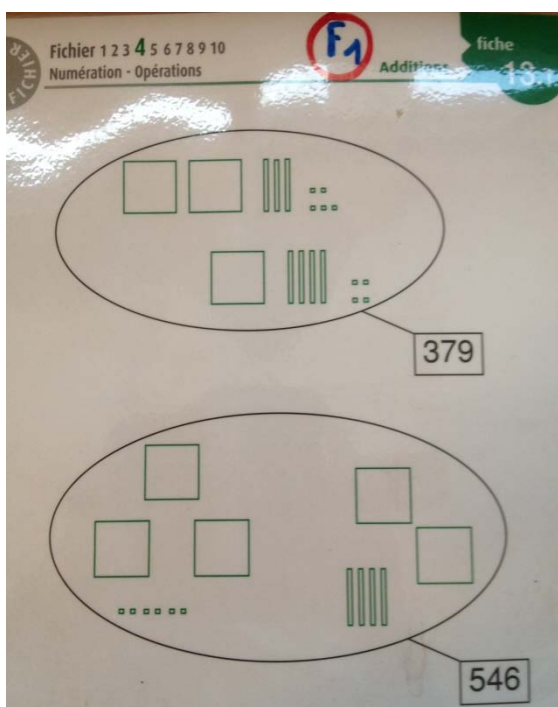 FICHIER
Fichier 1 2 3 4 5 6 7 8 9 10
Numération - Opérations
F1
Additions
fiche
13
379
546